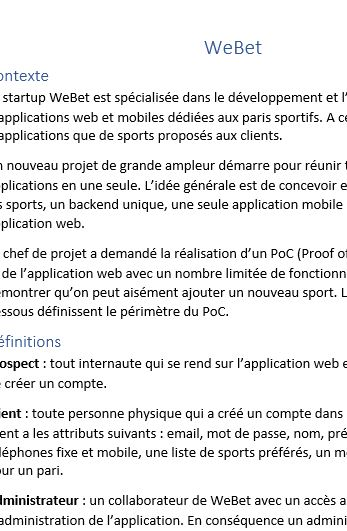 WeBet
ontexte
startup WeBet est spécialisée dans le développement et l'
applications web et mobiles dédiées aux paris sportifs. A ce
applications que de sports proposés aux clients.
n nouveau projet de grande ampleur démarre pour réunir t
plications en une seule. L'idée générale est de concevoir e
s sports, un backend unique, une seule application mobile
plication web.
chef de projet a demandé la réalisation d'un PoC (Proof of
de l'application web avec un nombre limitée de fonctionn
montrer qu'on peut aisément ajouter un nouveau sport. L
essous définissent le périmètre du PoC.
éfinitions
ospect : tout internaute qui se rend sur l'application web e
créer un compte.
ient : toute personne physique qui a créé un compte dans
ent a les attributs suivants : email, mot de passe, nom, pré
léphones fixe et mobile, une liste de sports préférés, un m
our un pari.
dministrateur : un collaborateur de WeBet avec un accès a
administration de l'application. En conséquence un admini